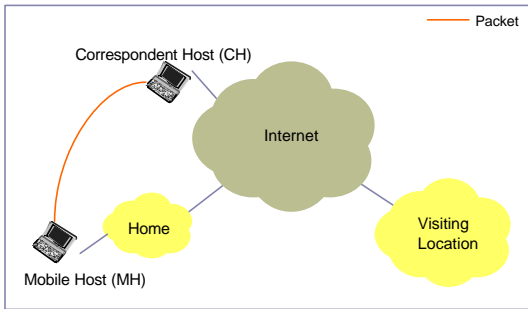 Packet
Correspondent Host (CH)
Internet
Home
Visiting
Location
Mobile Host (MH)